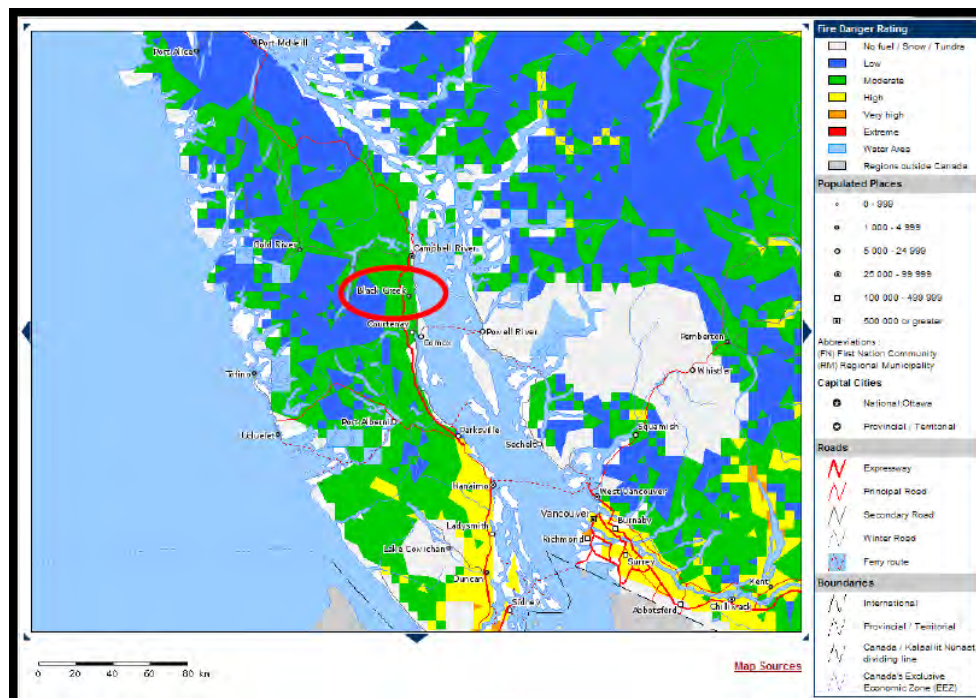 Port McNeill
Port Alice
Gold River
Campbell River
Black Creek
Courtenay
Comox
Powell River
Pemberton
Whistler
Tofino
Port Alberni
Ucluelet
Parksville
Sechelt
Squamish
Nanaimo
West Vancouver
Vancouver
Burnaby
Ladysmith
Richmond
Surrey
Lake Cowichan
Duncan
Kent
Sidney
Abbotsford
Chilliwack
0 20 40 60 80 km
Map Sources
Fire Danger Rating
No fuel / Snow / Tundra
Low
Moderate
High
Very high
Extreme
Water Area
Regions outside Canada
Populated Places
0 - 999
1 000 - 4 999
5 000 - 24 999
25 000 - 99 999
100 000 - 499 999
500 000 or greater
Abbreviations :
(FN) First Nation Community
(RM) Regional Municipality
Capital Cities
National:Ottawa
Provincial / Territorial
Roads
Expressway
Principal Road
Secondary Road
Winter Road
Ferry route
Boundaries
International
Provincial / Territorial
Canada / Kalaallit Nunaat
dividing line
Canada's Exclusive
Economic Zone (EEZ)